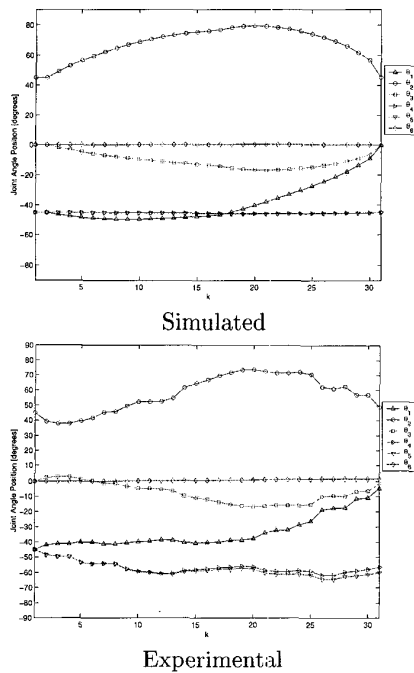 80
60
40
20
0
-20
-40
-60
-80
Joint Angle Position [degrees]
5 10 15 20 25 30
k
θ1
θ2
θ3
θ4
θ5
θ6
Simulated
90
80
70
60
50
40
30
20
10
0
-10
-20
-30
-40
-50
-60
-70
-80
-90
Joint Angle Position [degrees]
5 10 15 20 25 30
k
θ1
θ2
θ3
θ4
θ5
θ6
Experimental